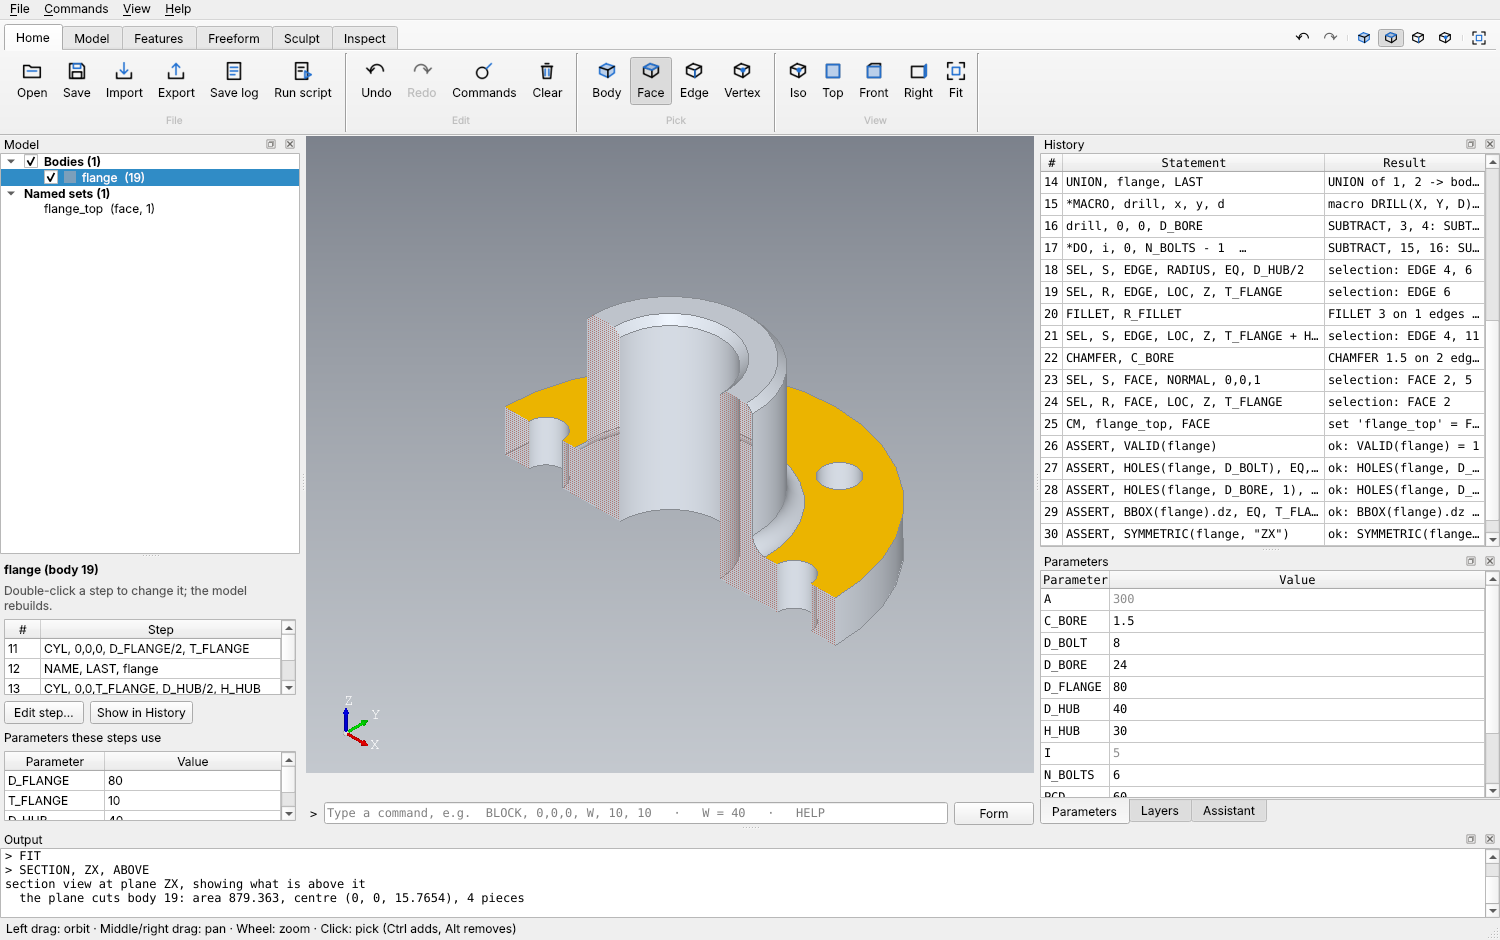 File Commands View Help
Home Model Features Freeform Sculpt Inspect
Open Save Import Export Save log Run script Undo Redo Commands Clear Body Face Edge Vertex Iso Top Front Right Fit
File Edit Pick View
Model
Bodies (1)
flange (19)
Named sets (1)
flange_top (face, 1)
flange (body 19)
Double-click a step to change it; the model
rebuilds.
# Step
11 CYL, 0,0,0, D_FLANGE/2, T_FLANGE
12 NAME, LAST, flange
13 CYL, 0,0,T_FLANGE, D_HUB/2, H_HUB
Edit step... Show in History
Parameters these steps use
Parameter Value
D_FLANGE 80
T_FLANGE 10
D_HUB 40
Z
Y
X
> Type a command, e.g. BLOCK, 0,0,0, W, 10, 10 · W = 40 · HELP
Form
History
# Statement Result
14 UNION, flange, LAST UNION of 1, 2 -> bod…
15 *MACRO, drill, x, y, d macro DRILL(X, Y, D)…
16 drill, 0, 0, D_BORE SUBTRACT, 3, 4: SUBT…
17 *DO, i, 0, N_BOLTS - 1 … SUBTRACT, 15, 16: SU…
18 SEL, S, EDGE, RADIUS, EQ, D_HUB/2 selection: EDGE 4, 6
19 SEL, R, EDGE, LOC, Z, T_FLANGE selection: EDGE 6
20 FILLET, R_FILLET FILLET 3 on 1 edges …
21 SEL, S, EDGE, LOC, Z, T_FLANGE + H… selection: EDGE 4, 11
22 CHAMFER, C_BORE CHAMFER 1.5 on 2 edg…
23 SEL, S, FACE, NORMAL, 0,0,1 selection: FACE 2, 5
24 SEL, R, FACE, LOC, Z, T_FLANGE selection: FACE 2
25 CM, flange_top, FACE set 'flange_top' = F…
26 ASSERT, VALID(flange) ok: VALID(flange) = 1
27 ASSERT, HOLES(flange, D_BOLT), EQ,… ok: HOLES(flange, D_…
28 ASSERT, HOLES(flange, D_BORE, 1), … ok: HOLES(flange, D_…
29 ASSERT, BBOX(flange).dz, EQ, T_FLA… ok: BBOX(flange).dz …
30 ASSERT, SYMMETRIC(flange, "ZX") ok: SYMMETRIC(flange…
Parameters
Parameter Value
A 300
C_BORE 1.5
D_BOLT 8
D_BORE 24
D_FLANGE 80
D_HUB 40
H_HUB 30
I 5
N_BOLTS 6
PCD 60
Parameters Layers Assistant
Output
> FIT
> SECTION, ZX, ABOVE
section view at plane ZX, showing what is above it
the plane cuts body 19: area 879.363, centre (0, 0, 15.7654), 4 pieces
Left drag: orbit · Middle/right drag: pan · Wheel: zoom · Click: pick (Ctrl adds, Alt removes)